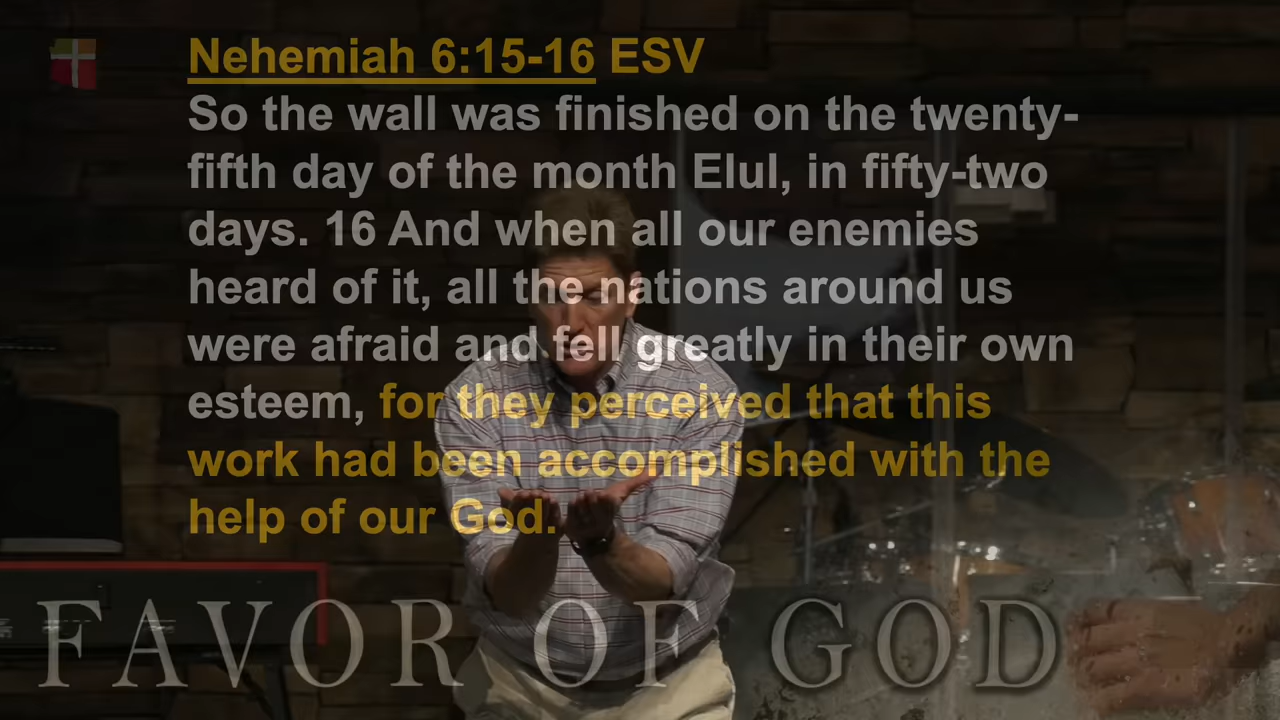 Nehemiah 6:15-16 ESV
So the wall was finished on the twenty-
fifth day of the month Elul, in fifty-two
days. 16 And when all our enemies
heard of it, all the nations around us
were afraid and fell greatly in their own
esteem, for they perceived that this
work had been accomplished with the
help of our God.
FAVOR OF GOD